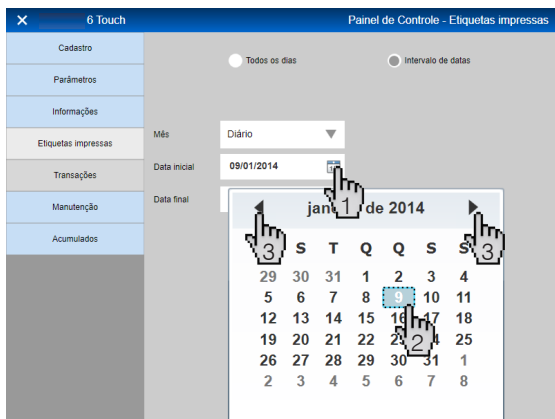 ✕ 6 Touch Painel de Controle - Etiquetas impressas
Cadastro
Todos os dias Intervalo de datas
Parâmetros
Informações
Etiquetas impressas
Mês Diário
Transações
Data inicial 09/01/2014
Manutenção
Data final
1
de 2014
3 3
Acumulados
S T Q Q S S
29 30 31 1 2 3 4
5 6 7 8 9 10 11
12 13 14 15 16 17 18
2
19 20 21 22 25
26 27 28 29 30 31 1
2 3 4 5 6 7 8